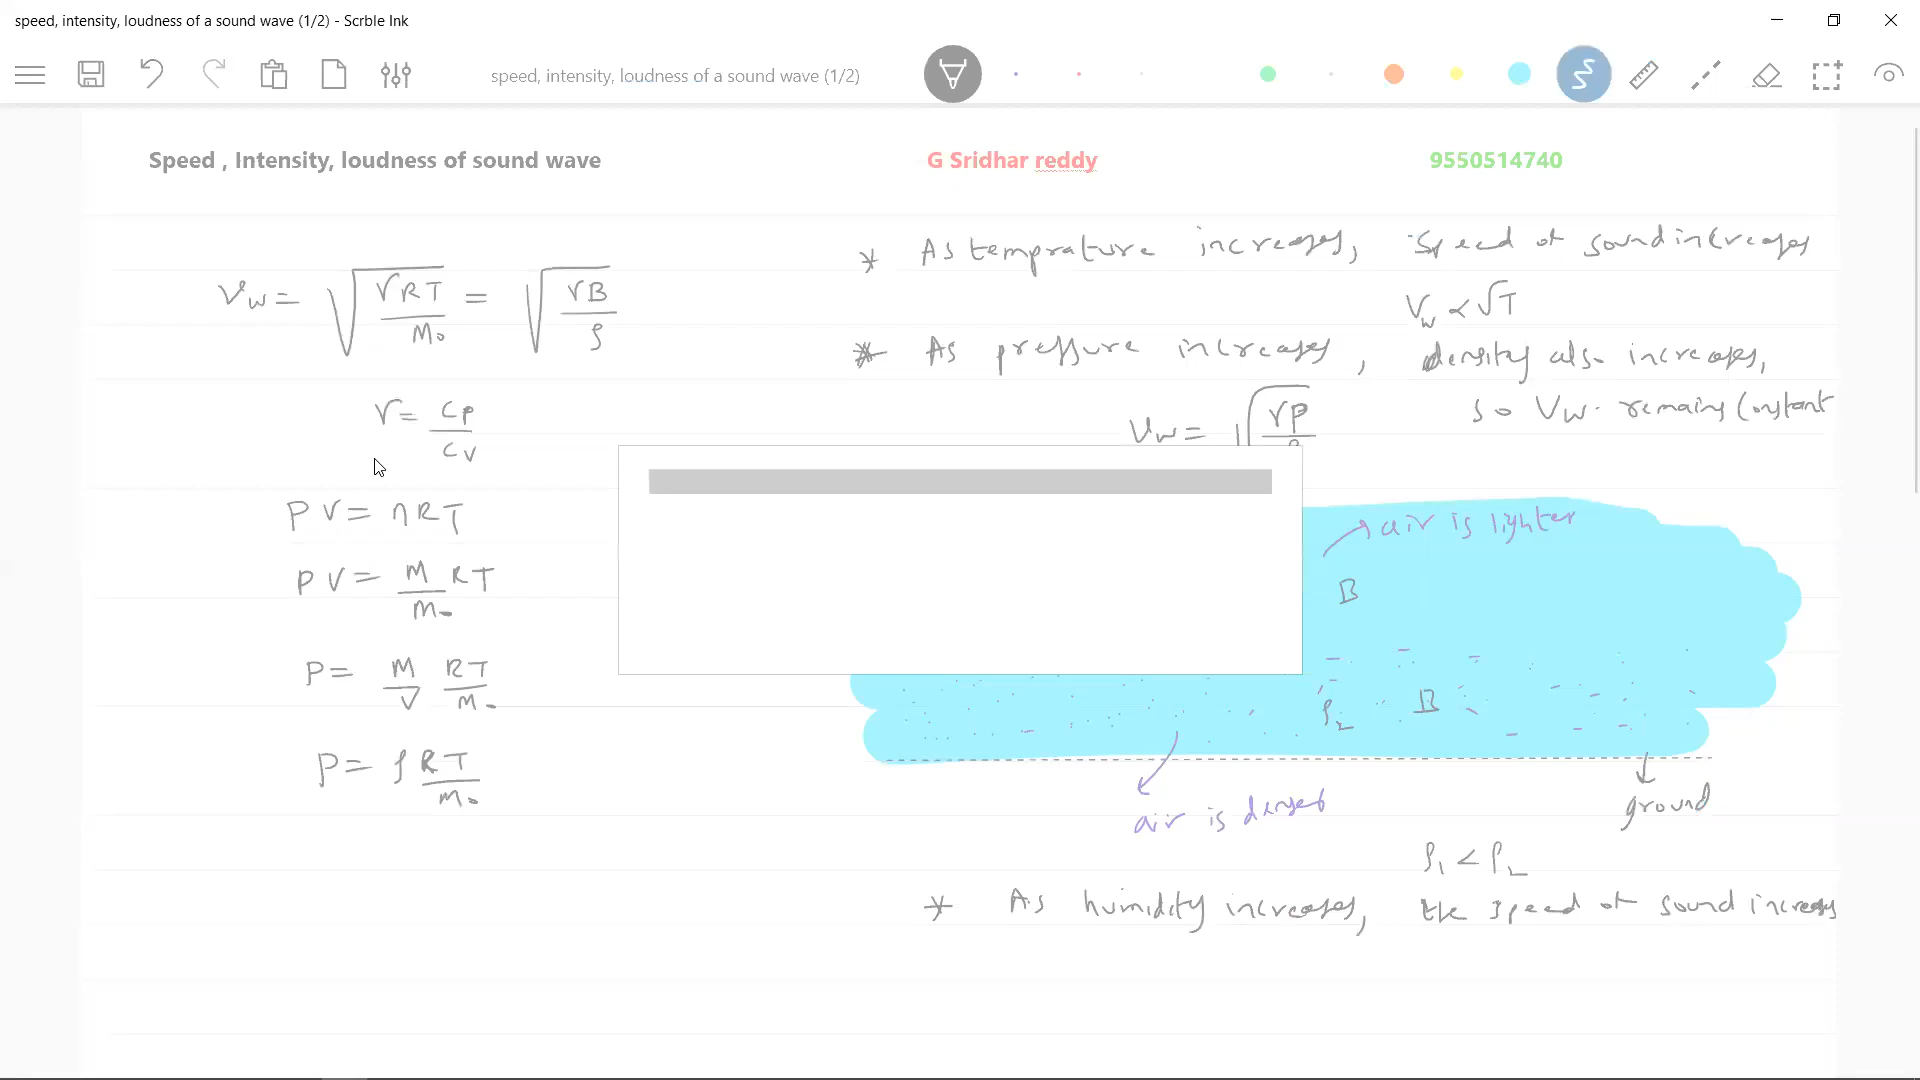 speed, intensity, loudness of a sound wave (1/2) - Scrble Ink
speed, intensity, loudness of a sound wave (1/2)
Speed , Intensity, loudness of sound wave
G Sridhar reddy
9550514740
Vw = √(γRT/M₀) = √(γB/ρ)
γ = Cp/Cv
PV = nRT
PV = M/M₀ RT
P = M/V RT/M₀
P = ρ RT/M₀
* As temprature increases, Speed of sound increases
Vw ∝ √T
* As pressure increases, density also increases,
so Vw remains constant
Vw = √(γP/ρ)
air is lighter
B
ρ₂ B
air is denser
ground
ρ₁ < ρ₂
* As humidity increases, the speed of sound increases